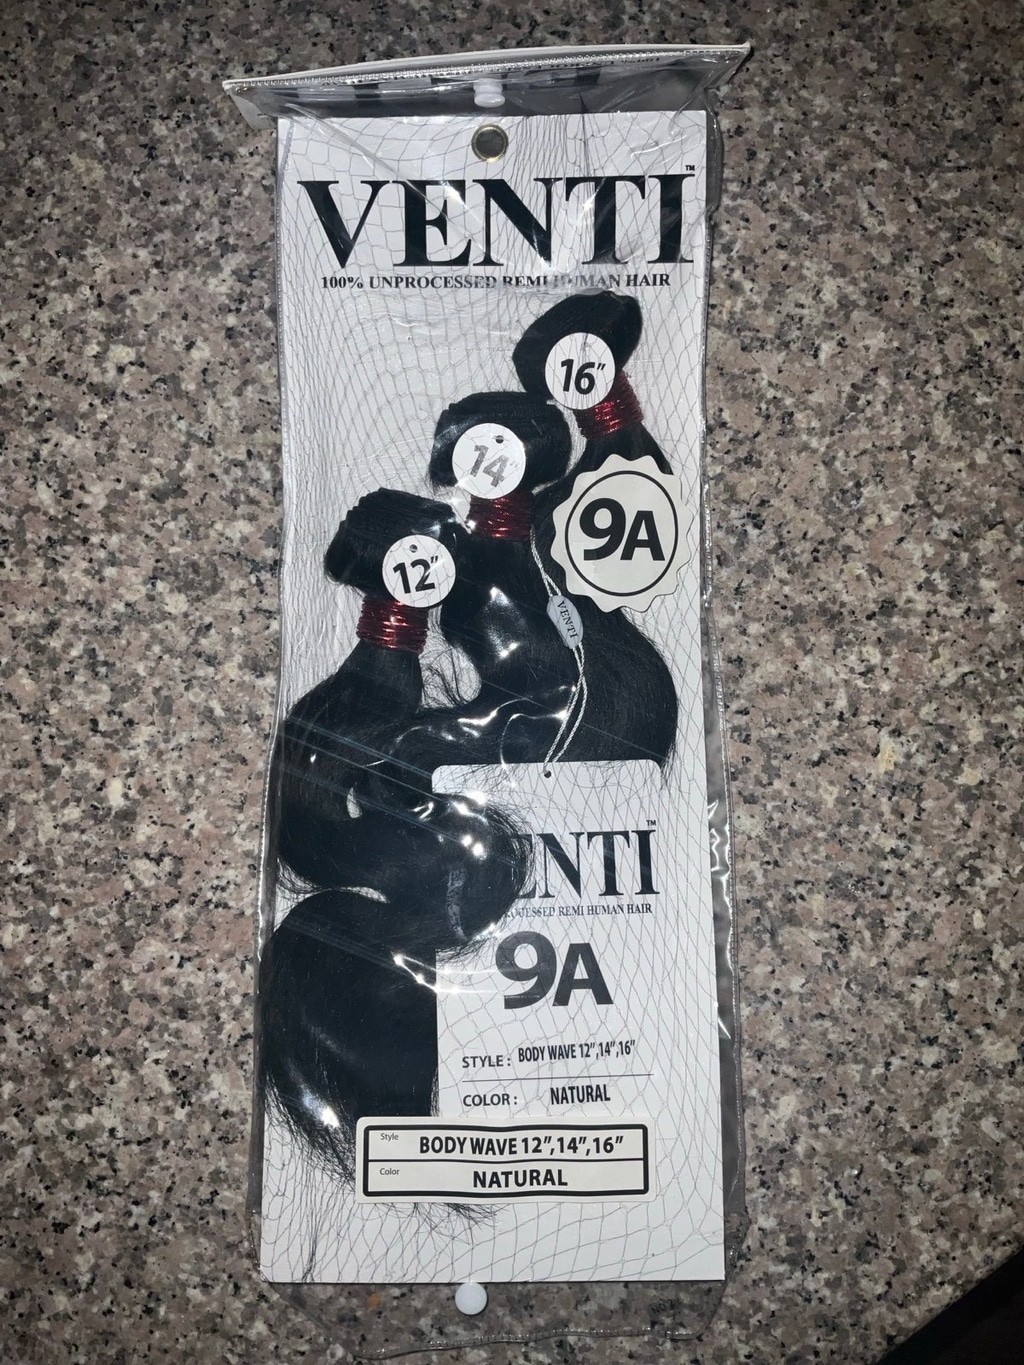 VENTI™
100% UNPROCESSED REMI HUMAN HAIR
16"
14"
12"
9A
VENTI
ENTI™
PROCESSED REMI HUMAN HAIR
9A
STYLE: BODY WAVE 12",14",16"
COLOR: NATURAL
Style BODY WAVE 12",14",16"
Color NATURAL